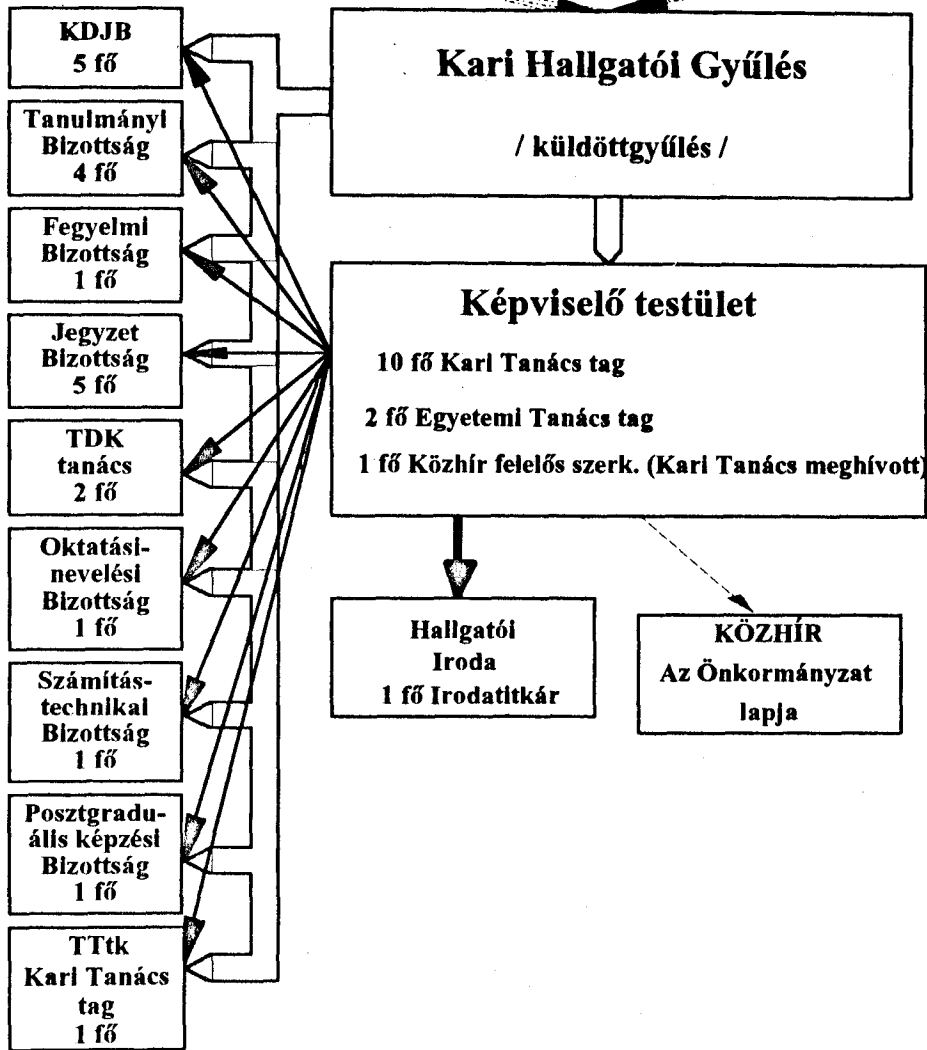 KDJB
5 fő
Tanulmányi
Bizottság
4 fő
Fegyelmi
Bizottság
1 fő
Jegyzet
Bizottság
5 fő
TDK
tanács
2 fő
Oktatási-
nevelési
Bizottság
1 fő
Számítás-
technikai
Bizottság
1 fő
Posztgradu-
ális képzési
Bizottság
1 fő
TTtk
Kari Tanács
tag
1 fő
Kari Hallgatói Gyűlés
/ küldöttgyűlés /
Képviselő testület
10 fő Kari Tanács tag
2 fő Egyetemi Tanács tag
1 fő Közhír felelős szerk. (Kari Tanács meghívott)
Hallgatói
Iroda
1 fő Irodatitkár
KÖZHÍR
Az Önkormányzat
lapja